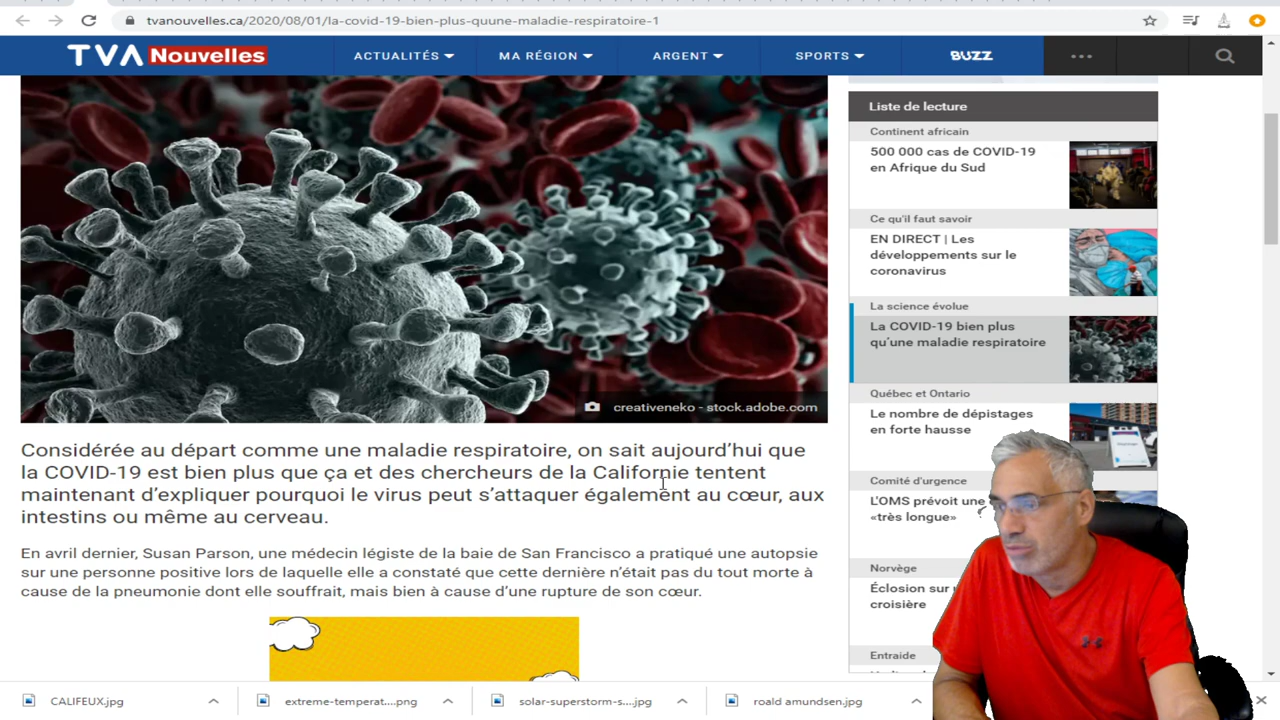 tvanouvelles.ca/2020/08/01/la-covid-19-bien-plus-quune-maladie-respiratoire-1
TVA Nouvelles
ACTUALITÉS
MA RÉGION
ARGENT
SPORTS
BUZZ
creativeneko - stock.adobe.com
Considérée au départ comme une maladie respiratoire, on sait aujourd’hui que
la COVID-19 est bien plus que ça et des chercheurs de la Californie tentent
maintenant d’expliquer pourquoi le virus peut s’attaquer également au cœur, aux
intestins ou même au cerveau.
En avril dernier, Susan Parson, une médecin légiste de la baie de San Francisco a pratiqué une autopsie
sur une personne positive lors de laquelle elle a constaté que cette dernière n’était pas du tout morte à
cause de la pneumonie dont elle souffrait, mais bien à cause d’une rupture de son cœur.
Liste de lecture
Continent africain
500 000 cas de COVID-19
en Afrique du Sud
Ce qu'il faut savoir
EN DIRECT | Les
développements sur le
coronavirus
La science évolue
La COVID-19 bien plus
qu’une maladie respiratoire
Québec et Ontario
Le nombre de dépistages
en forte hausse
Comité d'urgence
L'OMS prévoit une
«très longue»
Norvège
Éclosion sur
croisière
Entraide
CALIFEUX.jpg
extreme-temperat....png
solar-superstorm-s....jpg
roald amundsen.jpg